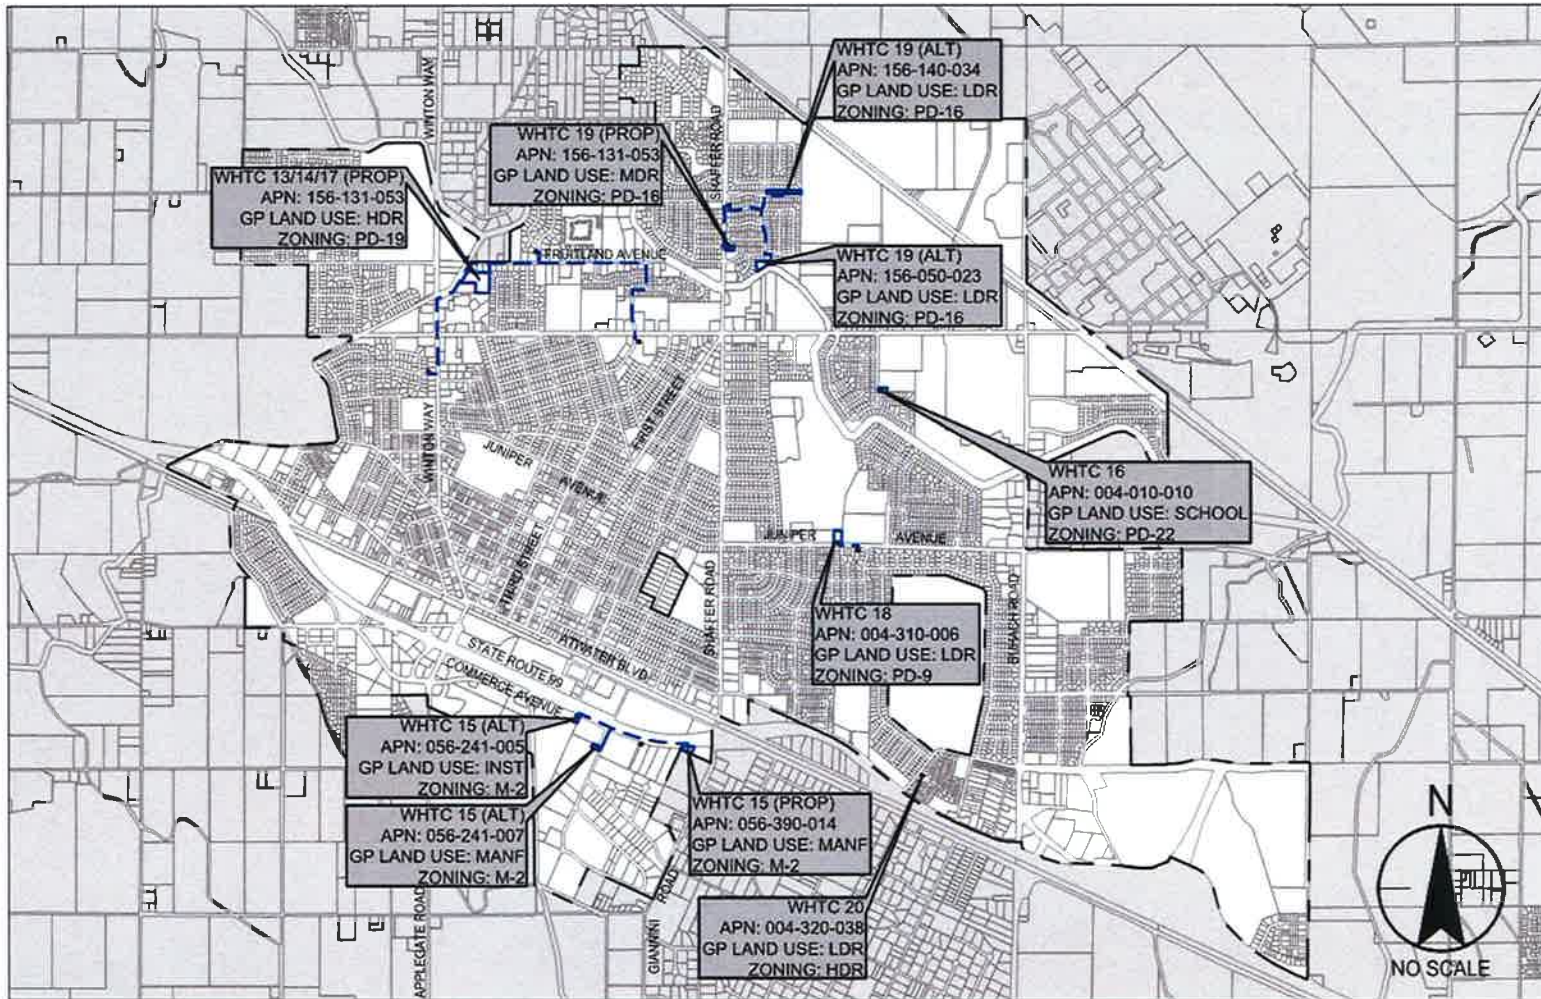 WHTC 19 (ALT)
APN: 156-140-034
GP LAND USE: LDR
ZONING: PD-16
WINTON WAY
SHAFFER ROAD
WHTC 19 (PROP)
APN: 156-131-053
GP LAND USE: MDR
ZONING: PD-16
WHTC 13/14/17 (PROP)
APN: 156-131-053
GP LAND USE: HDR
ZONING: PD-19
FRUITLAND AVENUE
WHTC 19 (ALT)
APN: 156-050-023
GP LAND USE: LDR
ZONING: PD-16
FIRST STREET
JUNIPER
AVENUE
WINTON WAY
WHTC 16
APN: 004-010-010
GP LAND USE: SCHOOL
ZONING: PD-22
JUNIPER AVENUE
THIRD STREET
SHAFFER ROAD
BUHACH ROAD
WHTC 18
APN: 004-310-006
GP LAND USE: LDR
ZONING: PD-9
ATWATER BLVD
STATE ROUTE 99
COMMERCE AVENUE
WHTC 15 (ALT)
APN: 056-241-005
GP LAND USE: INST
ZONING: M-2
WHTC 15 (ALT)
APN: 056-241-007
GP LAND USE: MANF
ZONING: M-2
WHTC 15 (PROP)
APN: 056-390-014
GP LAND USE: MANF
ZONING: M-2
WHTC 20
APN: 004-320-038
GP LAND USE: LDR
ZONING: HDR
APPLEGATE ROAD
GIANNINI ROAD
N
NO SCALE